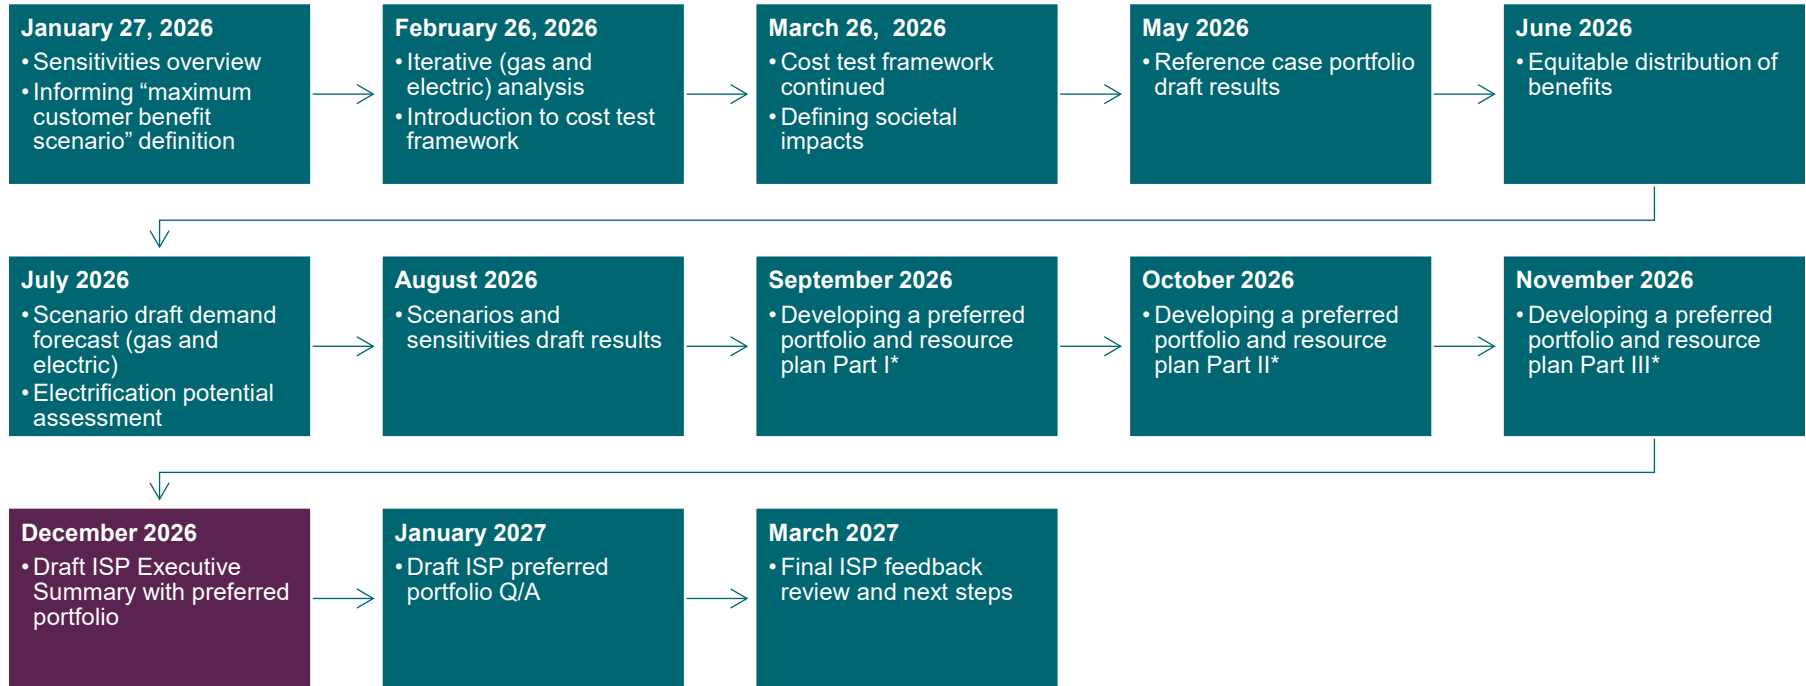 January 27, 2026
• Sensitivities overview
• Informing “maximum
customer benefit
scenario” definition
February 26, 2026
• Iterative (gas and
electric) analysis
• Introduction to cost test
framework
March 26,  2026
• Cost test framework
continued
• Defining societal
impacts
May 2026
• Reference case portfolio
draft results
June 2026
• Equitable distribution of
benefits
July 2026
• Scenario draft demand
forecast (gas and
electric)
• Electrification potential
assessment
August 2026
• Scenarios and
sensitivities draft results
September 2026
• Developing a preferred
portfolio and resource
plan Part I*
October 2026
• Developing a preferred
portfolio and resource
plan Part II*
November 2026
• Developing a preferred
portfolio and resource
plan Part III*
December 2026
• Draft ISP Executive
Summary with preferred
portfolio
January 2027
• Draft ISP preferred
portfolio Q/A
March 2027
• Final ISP feedback
review and next steps